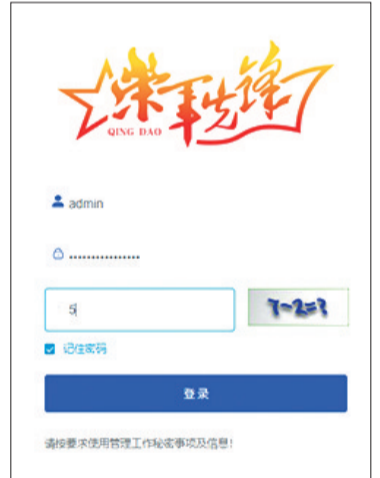 荣军先锋
QING DAO
admin
................
5
7-2=?
记住密码
登录
请按要求使用管理工作秘密事项及信息!